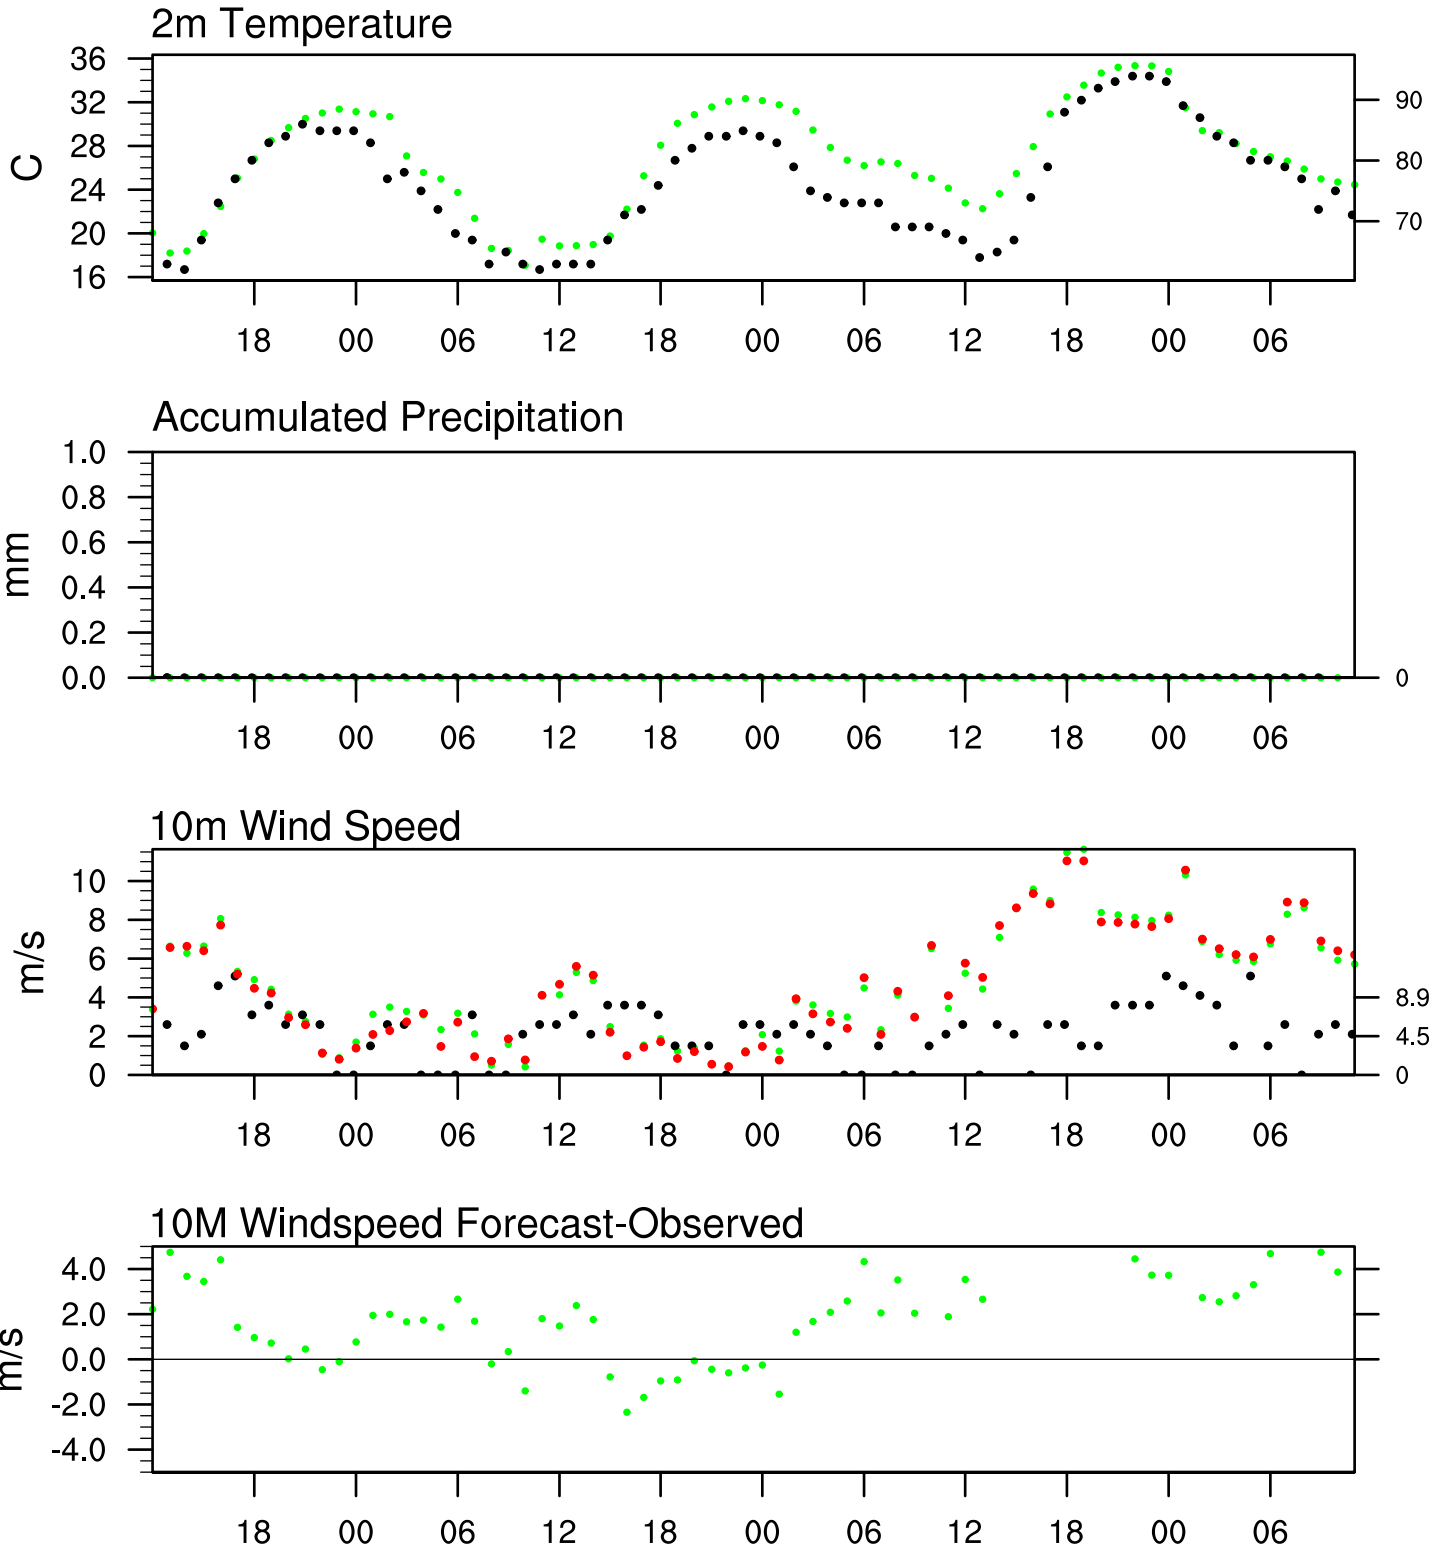 2m Temperature
36
32
28
24
20
16
C
90
80
70
18 00 06 12 18 00 06 12 18 00 06
Accumulated Precipitation
1.0
0.8
0.6
0.4
0.2
0.0
mm
0
18 00 06 12 18 00 06 12 18 00 06
10m Wind Speed
10
8
6
4
2
0
m/s
8.9
4.5
0
18 00 06 12 18 00 06 12 18 00 06
10M Windspeed Forecast-Observed
4.0
2.0
0.0
-2.0
-4.0
m/s
18 00 06 12 18 00 06 12 18 00 06